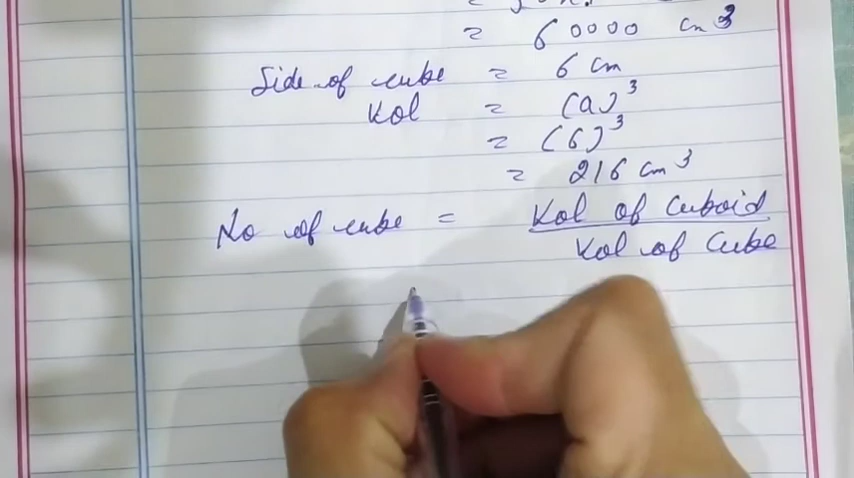 = 60000 cm3
Side of cube = 6 cm
Vol = (a)3
= (6)3
= 216 cm3
No of cube = Vol of Cuboid
Vol of Cube